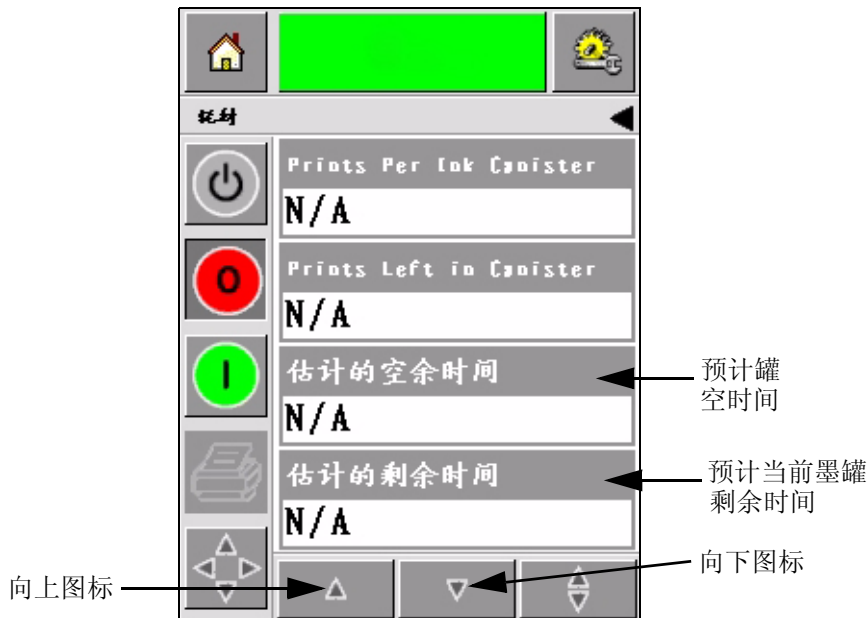 耗材
Prints Per Ink Canister
N/A
Prints Left in Canister
N/A
估计的空余时间
N/A
估计的剩余时间
N/A
预计罐
空时间
预计当前墨罐
剩余时间
向上图标
向下图标